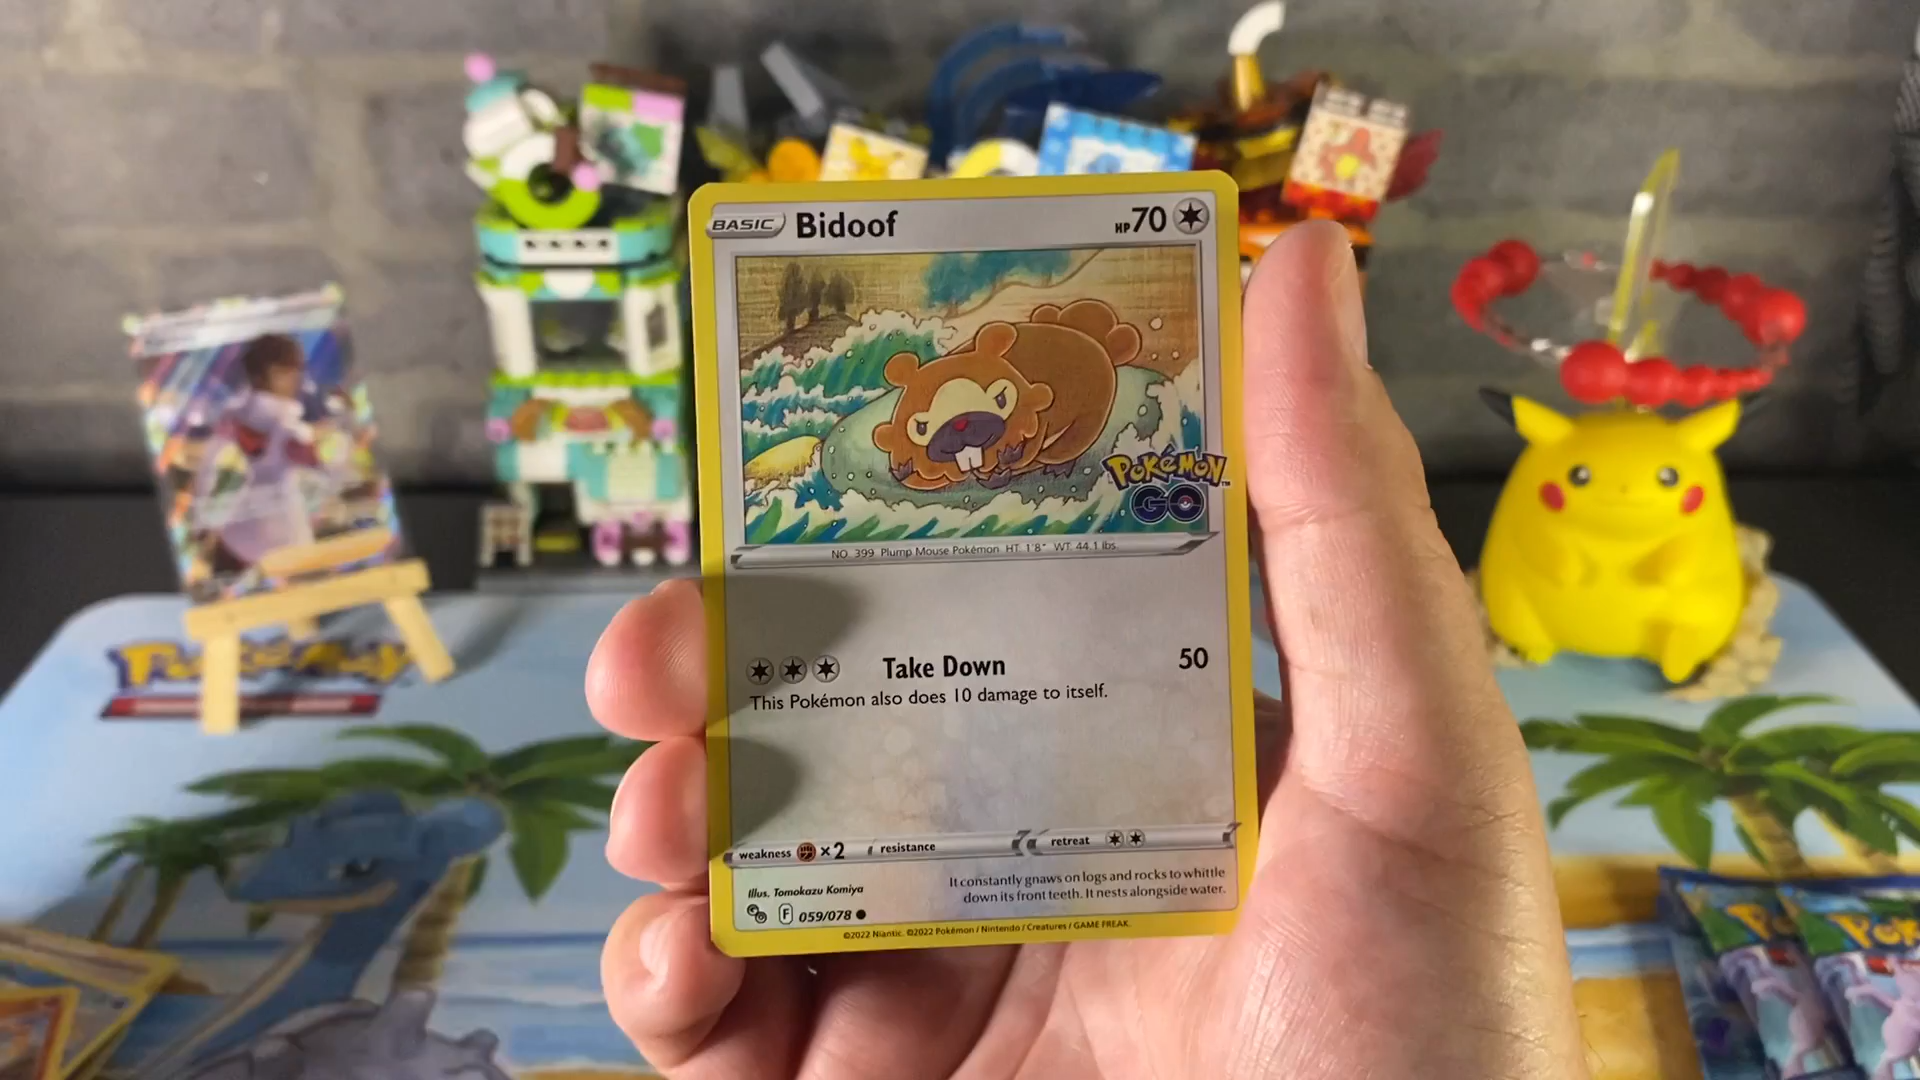 BASIC Bidoof HP 70
POKÉMON
GO
NO. 399 Plump Mouse Pokémon HT: 1'8" WT: 44.1 lbs.
Take Down 50
This Pokémon also does 10 damage to itself.
weakness ×2 resistance retreat
It constantly gnaws on logs and rocks to whittle
down its front teeth. It nests alongside water.
Illus. Tomokazu Komiya
F 059/078
©2022 Niantic. ©2022 Pokémon / Nintendo / Creatures / GAME FREAK.